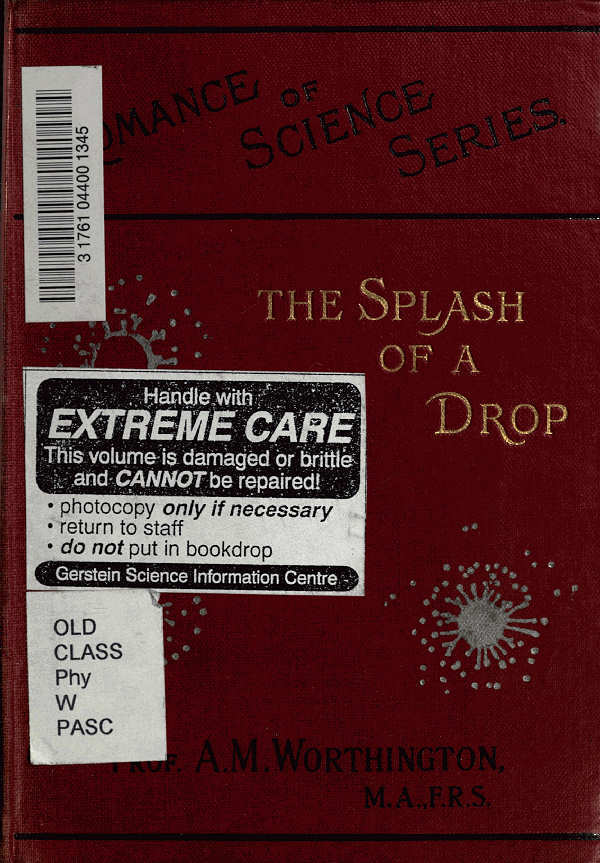 ROMANCE OF
SCIENCE
SERIES.
3 1761 04400 1345
THE SPLASH
OF A
DROP
Handle with
EXTREME CARE
This volume is damaged or brittle
and CANNOT be repaired!
• photocopy only if necessary
• return to staff
• do not put in bookdrop
Gerstein Science Information Centre
OLD
CLASS
Phy
W
PASC
PROF. A.M. WORTHINGTON,
M.A., F.R.S.